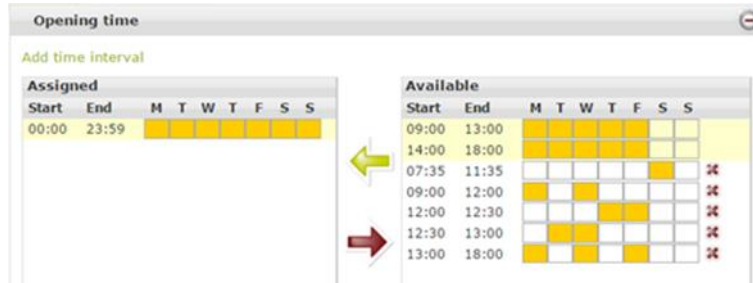 Opening time
Add time interval
Assigned
Start End M T W T F S S
00:00 23:59
Available
Start End M T W T F S S
09:00 13:00
14:00 18:00
07:35 11:35
09:00 12:00
12:00 12:30
12:30 13:00
13:00 18:00